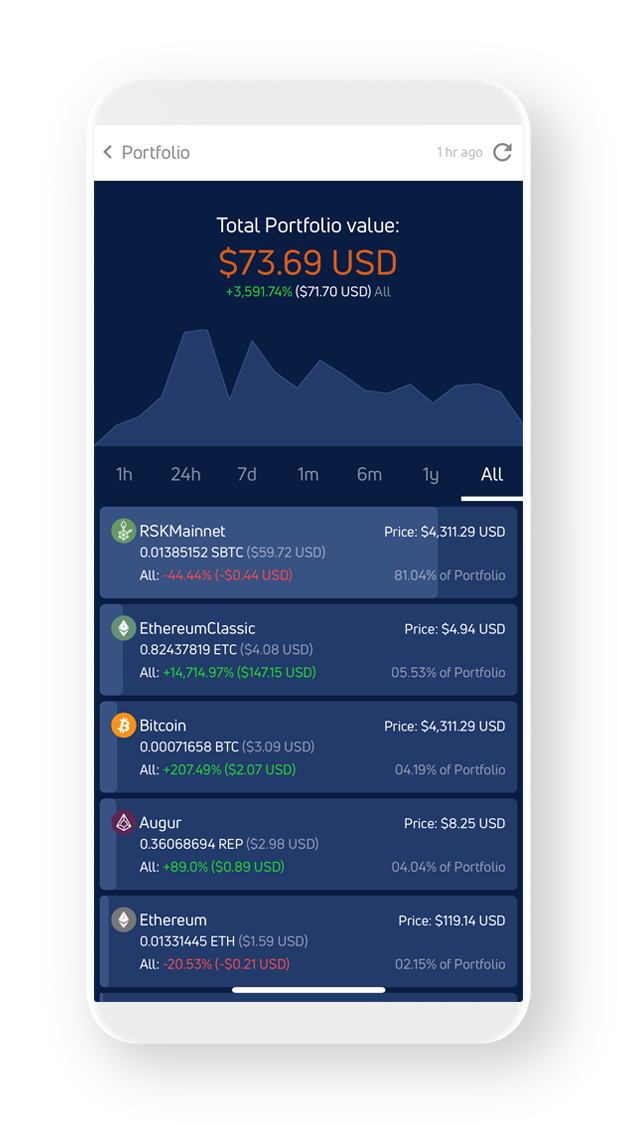 Portfolio
1 hr ago
Total Portfolio value:
$73.69 USD
+3,591.74% ($71.70 USD) All
1h 24h 7d 1m 6m 1y All
RSKMainnet Price: $4,311.29 USD
0.01385152 SBTC ($59.72 USD)
All: -44.44% (-$0.44 USD) 81.04% of Portfolio
EthereumClassic Price: $4.94 USD
0.82437819 ETC ($4.08 USD)
All: +14,714.97% ($147.15 USD) 05.53% of Portfolio
Bitcoin Price: $4,311.29 USD
0.00071658 BTC ($3.09 USD)
All: +207.49% ($2.07 USD) 04.19% of Portfolio
Augur Price: $8.25 USD
0.36068694 REP ($2.98 USD)
All: +89.0% ($0.89 USD) 04.04% of Portfolio
Ethereum Price: $119.14 USD
0.01331445 ETH ($1.59 USD)
All: -20.53% (-$0.21 USD) 02.15% of Portfolio